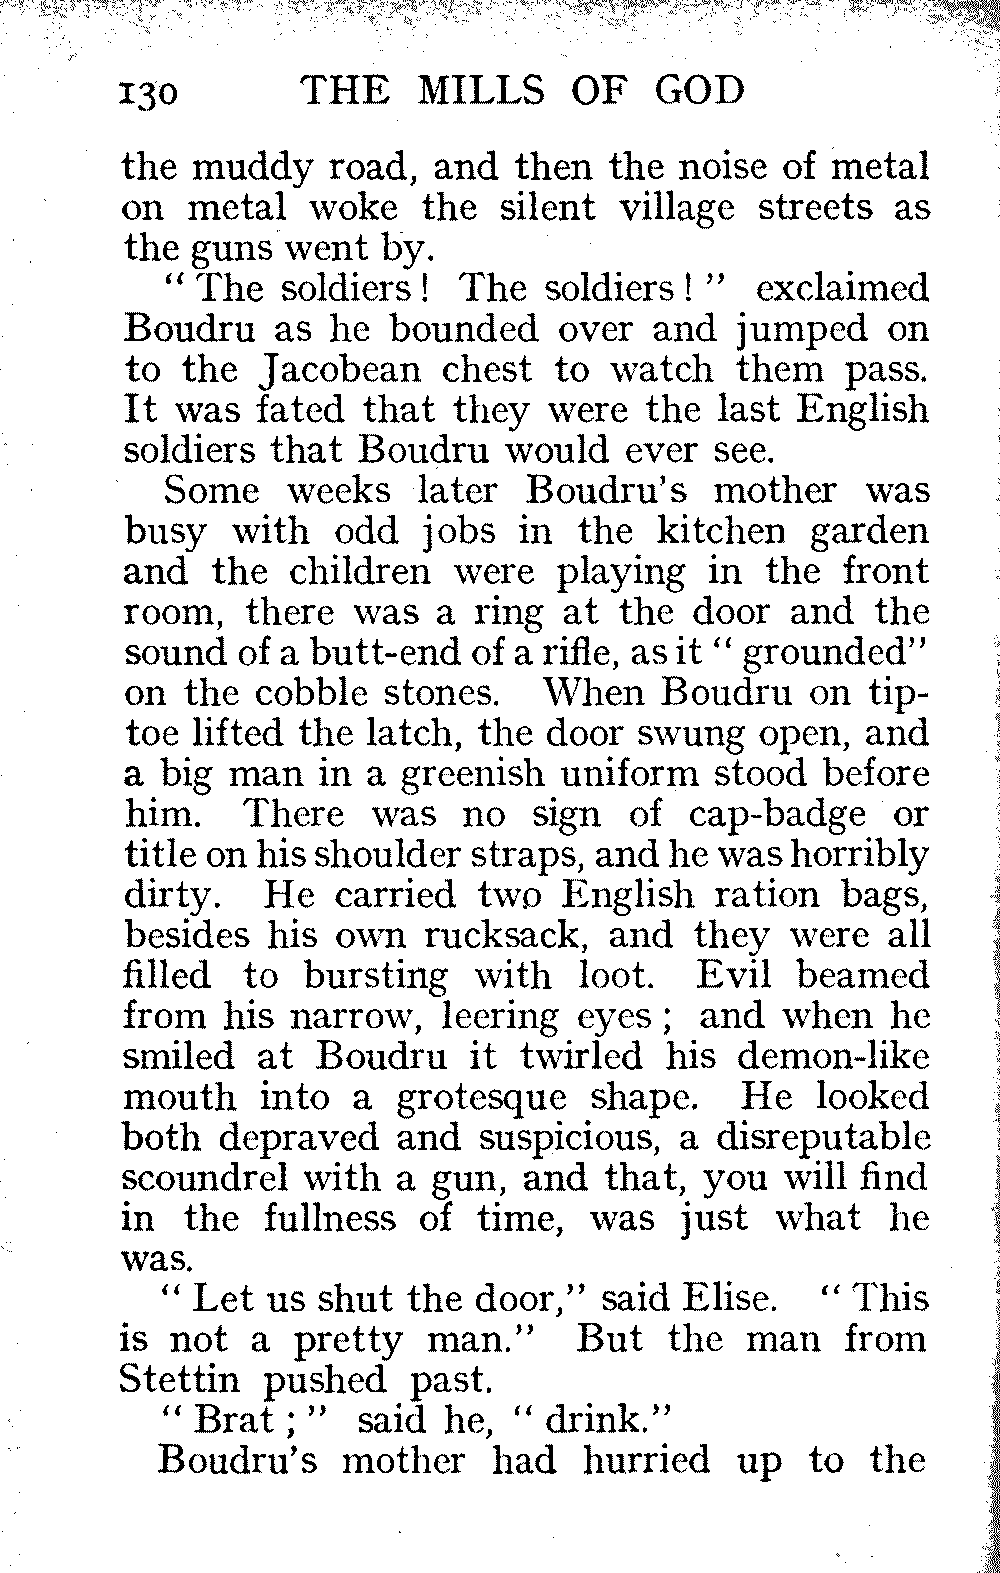 130 THE MILLS OF GOD
the muddy road, and then the noise of metal
on metal woke the silent village streets as
the guns went by.
" The soldiers ! The soldiers ! " exclaimed
Boudru as he bounded over and jumped on
to the Jacobean chest to watch them pass.
It was fated that they were the last English
soldiers that Boudru would ever see.
Some weeks later Boudru's mother was
busy with odd jobs in the kitchen garden
and the children were playing in the front
room, there was a ring at the door and the
sound of a butt-end of a rifle, as it " grounded"
on the cobble stones. When Boudru on tip-
toe lifted the latch, the door swung open, and
a big man in a greenish uniform stood before
him. There was no sign of cap-badge or
title on his shoulder straps, and he was horribly
dirty. He carried two English ration bags,
besides his own rucksack, and they were all
filled to bursting with loot. Evil beamed
from his narrow, leering eyes ; and when he
smiled at Boudru it twirled his demon-like
mouth into a grotesque shape. He looked
both depraved and suspicious, a disreputable
scoundrel with a gun, and that, you will find
in the fullness of time, was just what he
was.
" Let us shut the door," said Elise. " This
is not a pretty man." But the man from
Stettin pushed past.
" Brat ; " said he, " drink."
Boudru's mother had hurried up to the